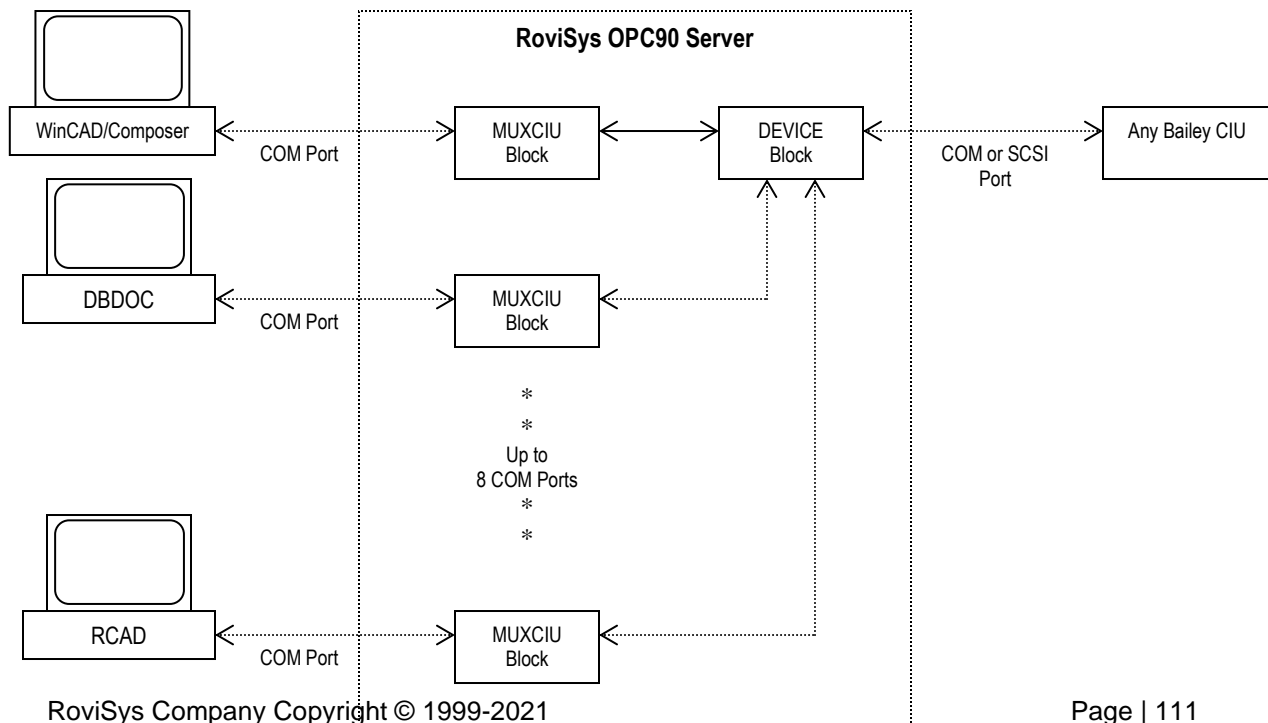 RoviSys OPC90 Server
WinCAD/Composer
COM Port
MUXCIU
Block
DEVICE
Block
COM or SCSI
Port
Any Bailey CIU
DBDOC
COM Port
MUXCIU
Block
*
*
Up to
8 COM Ports
*
*
RCAD
COM Port
MUXCIU
Block
RoviSys Company Copyright © 1999-2021
Page | 111